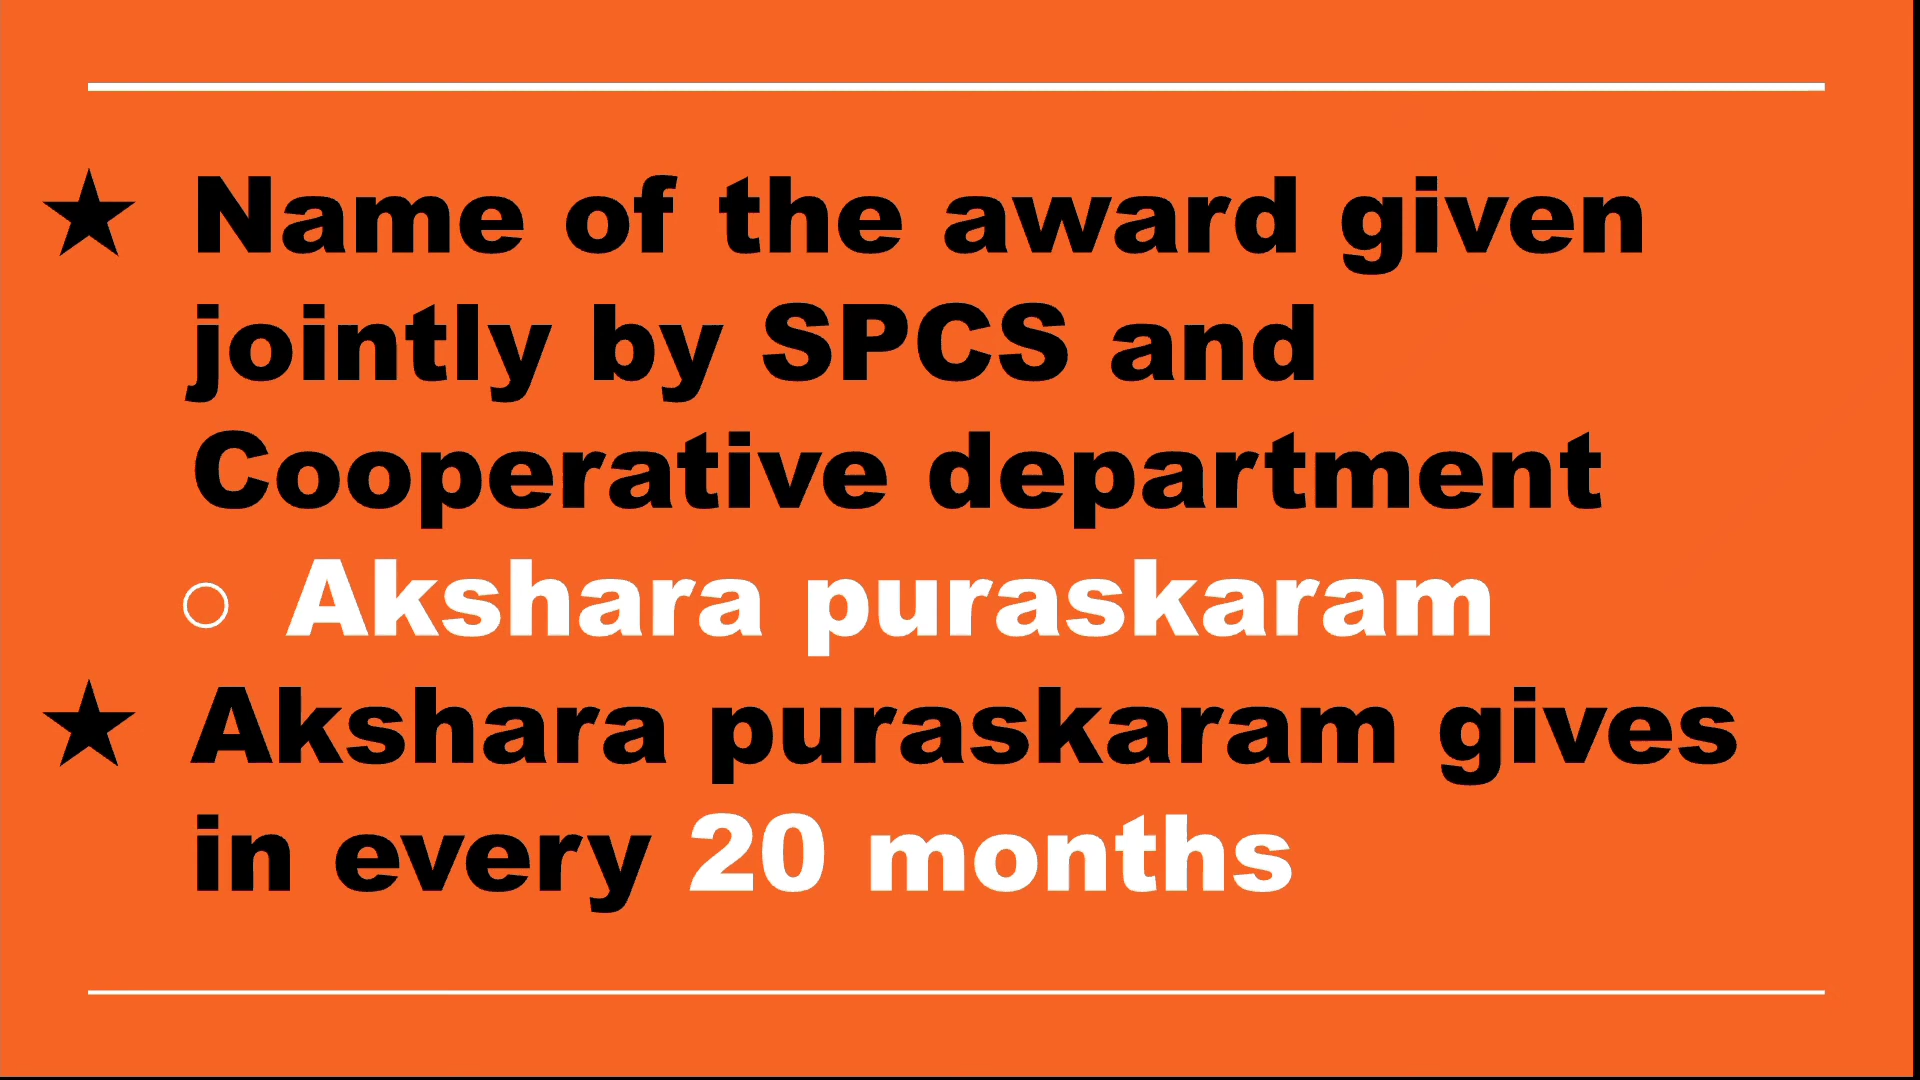 ★ Name of the award given
jointly by SPCS and
Cooperative department
○ Akshara puraskaram
★ Akshara puraskaram gives
in every 20 months